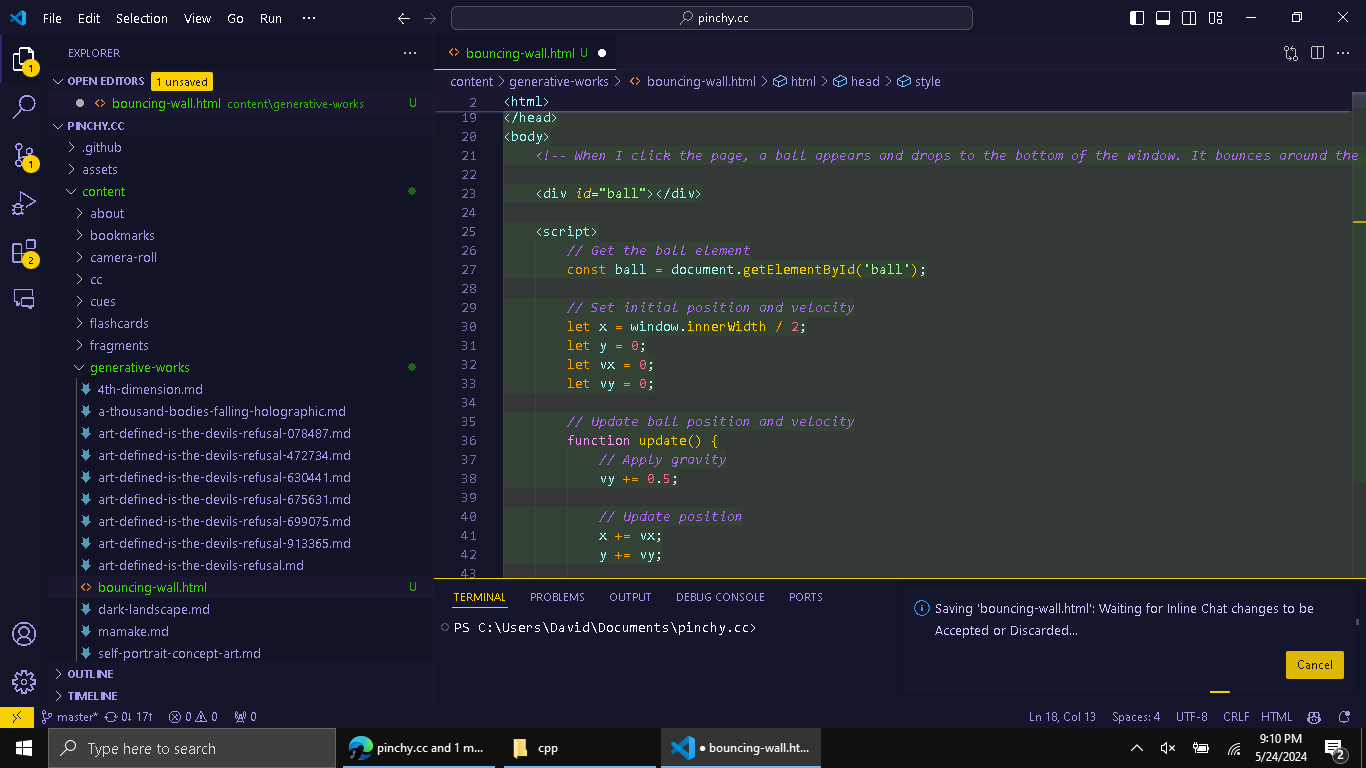 File Edit Selection View Go Run ··· pinchy.cc
EXPLORER ···
OPEN EDITORS 1 unsaved
bouncing-wall.html content\generative-works U
PINCHY.CC
.github
assets
content
about
bookmarks
camera-roll
cc
cues
flashcards
fragments
generative-works
4th-dimension.md
a-thousand-bodies-falling-holographic.md
art-defined-is-the-devils-refusal-078487.md
art-defined-is-the-devils-refusal-472734.md
art-defined-is-the-devils-refusal-630441.md
art-defined-is-the-devils-refusal-675631.md
art-defined-is-the-devils-refusal-699075.md
art-defined-is-the-devils-refusal-913365.md
art-defined-is-the-devils-refusal.md
bouncing-wall.html U
dark-landscape.md
mamake.md
self-portrait-concept-art.md
OUTLINE
TIMELINE
1
1
2
bouncing-wall.html U
content > generative-works > bouncing-wall.html > html > head > style
2 <html>
19 </head>
20 <body>
21 <!-- When I click the page, a ball appears and drops to the bottom of the window. It bounces around the
22
23 <div id="ball"></div>
24
25 <script>
26 // Get the ball element
27 const ball = document.getElementById('ball');
28
29 // Set initial position and velocity
30 let x = window.innerWidth / 2;
31 let y = 0;
32 let vx = 0;
33 let vy = 0;
34
35 // Update ball position and velocity
36 function update() {
37 // Apply gravity
38 vy += 0.5;
39
40 // Update position
41 x += vx;
42 y += vy;
43
TERMINAL PROBLEMS OUTPUT DEBUG CONSOLE PORTS
PS C:\Users\David\Documents\pinchy.cc>
Saving 'bouncing-wall.html': Waiting for Inline Chat changes to be
Accepted or Discarded...
Cancel
master* 0↓ 17↑ 0 0 0 Ln 18, Col 13 Spaces: 4 UTF-8 CRLF HTML
Type here to search pinchy.cc and 1 m... cpp ● bouncing-wall.ht... 9:10 PM
5/24/2024 2